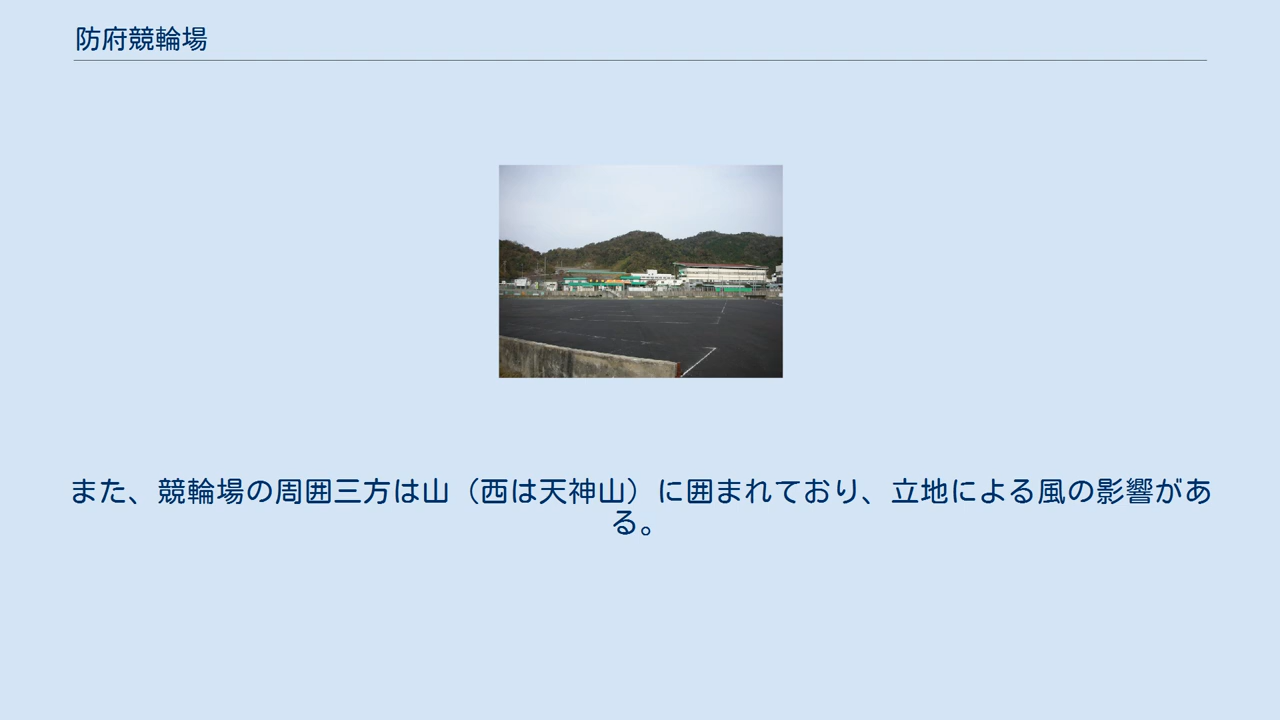 防府競輪場
また、競輪場の周囲三方は山（西は天神山）に囲まれており、立地による風の影響があ
る。